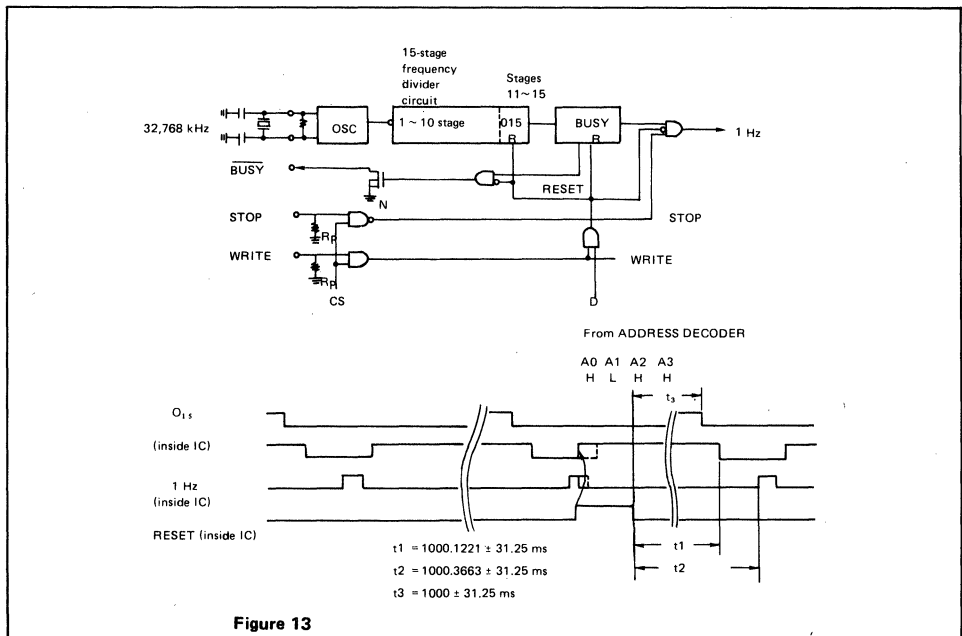 15-stage
frequency
divider
circuit
Stages
11~15
32,768 kHz
OSC
1 ~ 10 stage
015
R
BUSY
R
1 Hz
BUSY
N
RESET
STOP
Rp
STOP
WRITE
Rp
WRITE
CS
D
From ADDRESS DECODER
A0 A1 A2 A3
H L H H
t3
O15
(inside IC)
1 Hz
(inside IC)
RESET (inside IC)
t1
t2
t1 = 1000.1221 ± 31.25 ms
t2 = 1000.3663 ± 31.25 ms
t3 = 1000 ± 31.25 ms
Figure 13